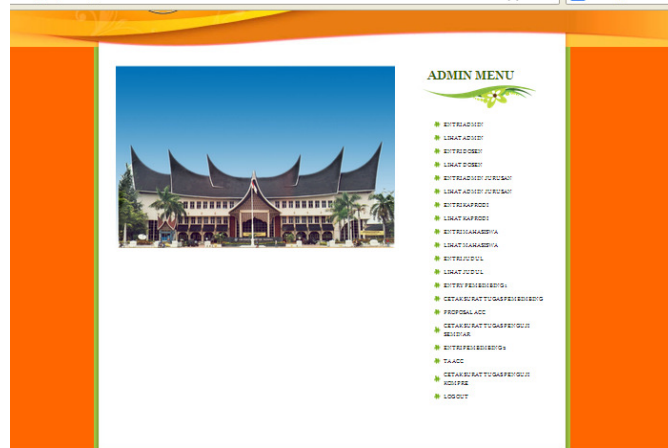 ADMIN MENU
ENTRI ADMIN
LIHAT ADMIN
ENTRI DOSEN
LIHAT DOSEN
ENTRI ADMIN JURUSAN
LIHAT ADMIN JURUSAN
ENTRI KAPRODI
LIHAT KAPRODI
ENTRI MAHASISWA
LIHAT MAHASISWA
ENTRI JUDUL
LIHAT JUDUL
ENTRY PEMBIMBING 1
CETAK SURAT TUGAS PEMBIMBING
PROPOSAL ACC
CETAK SURAT TUGAS PENGUJI
SEMINAR
ENTRI PEMBIMBING 2
TA ACC
CETAK SURAT TUGAS PENGUJI
KOMPRE
LOGOUT